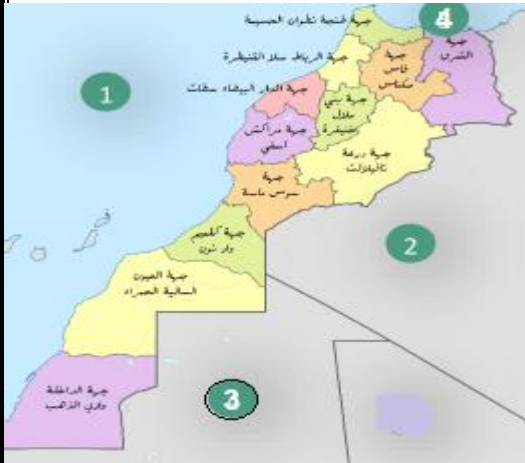 جهة طنجة تطوان الحسيمة
4
جهة
الشرق
جهة الرباط سلا القنيطرة
جهة
فاس
مكناس
جهة الدار البيضاء سطات
1
جهة بني
ملال
خنيفرة
جهة مراكش
اسفي
جهة درعة
تافيلالت
جهة
سوس ماسة
جهة كلميم
واد نون
2
جهة العيون
الساقية الحمراء
3
جهة الداخلة
وادي الذهب